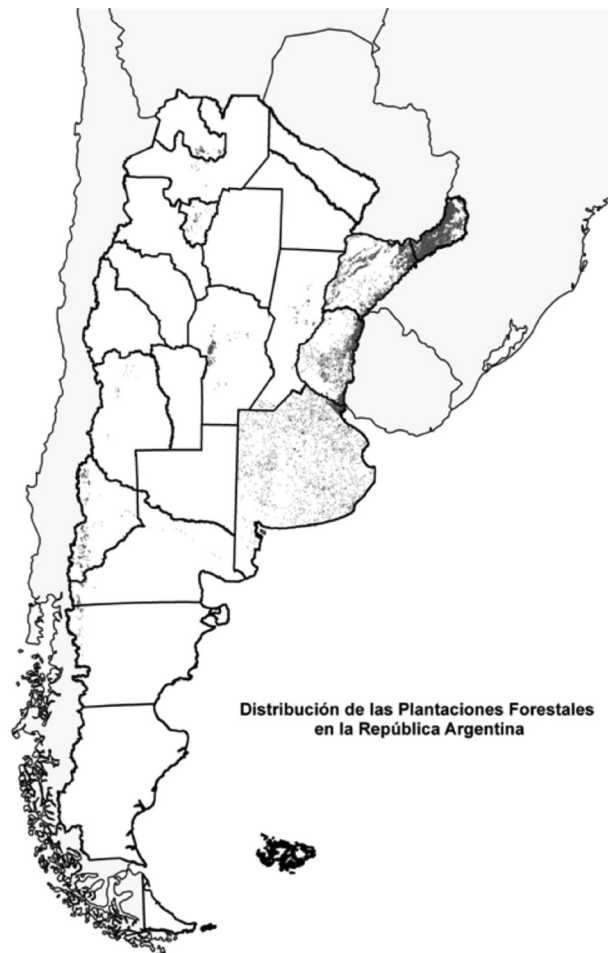 Distribución de las Plantaciones Forestales
en la República Argentina